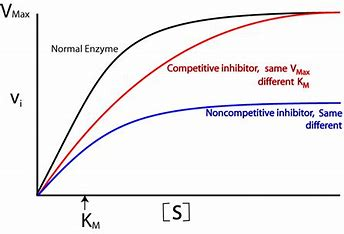 VMax
Normal Enzyme
Competitive inhibitor, same VMax
different KM
Vi
Noncompetitive inhibitor, Same
different
KM
[S]